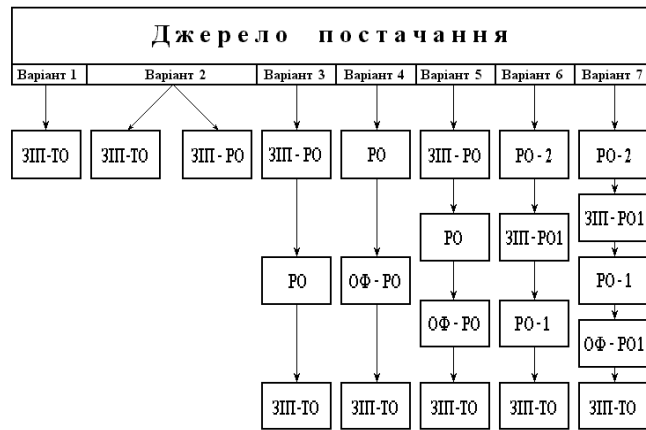 Джерело постачання
Варіант 1 Варіант 2 Варіант 3 Варіант 4 Варіант 5 Варіант 6 Варіант 7
ЗІП-ТО ЗІП-ТО ЗІП - РО ЗІП - РО РО ЗІП - РО РО - 2 РО - 2
РО ЗІП - РО1 ЗІП - РО1
РО ОФ - РО РО - 1
ОФ - РО РО - 1 ОФ - РО1
ЗІП-ТО ЗІП-ТО ЗІП-ТО ЗІП-ТО ЗІП-ТО